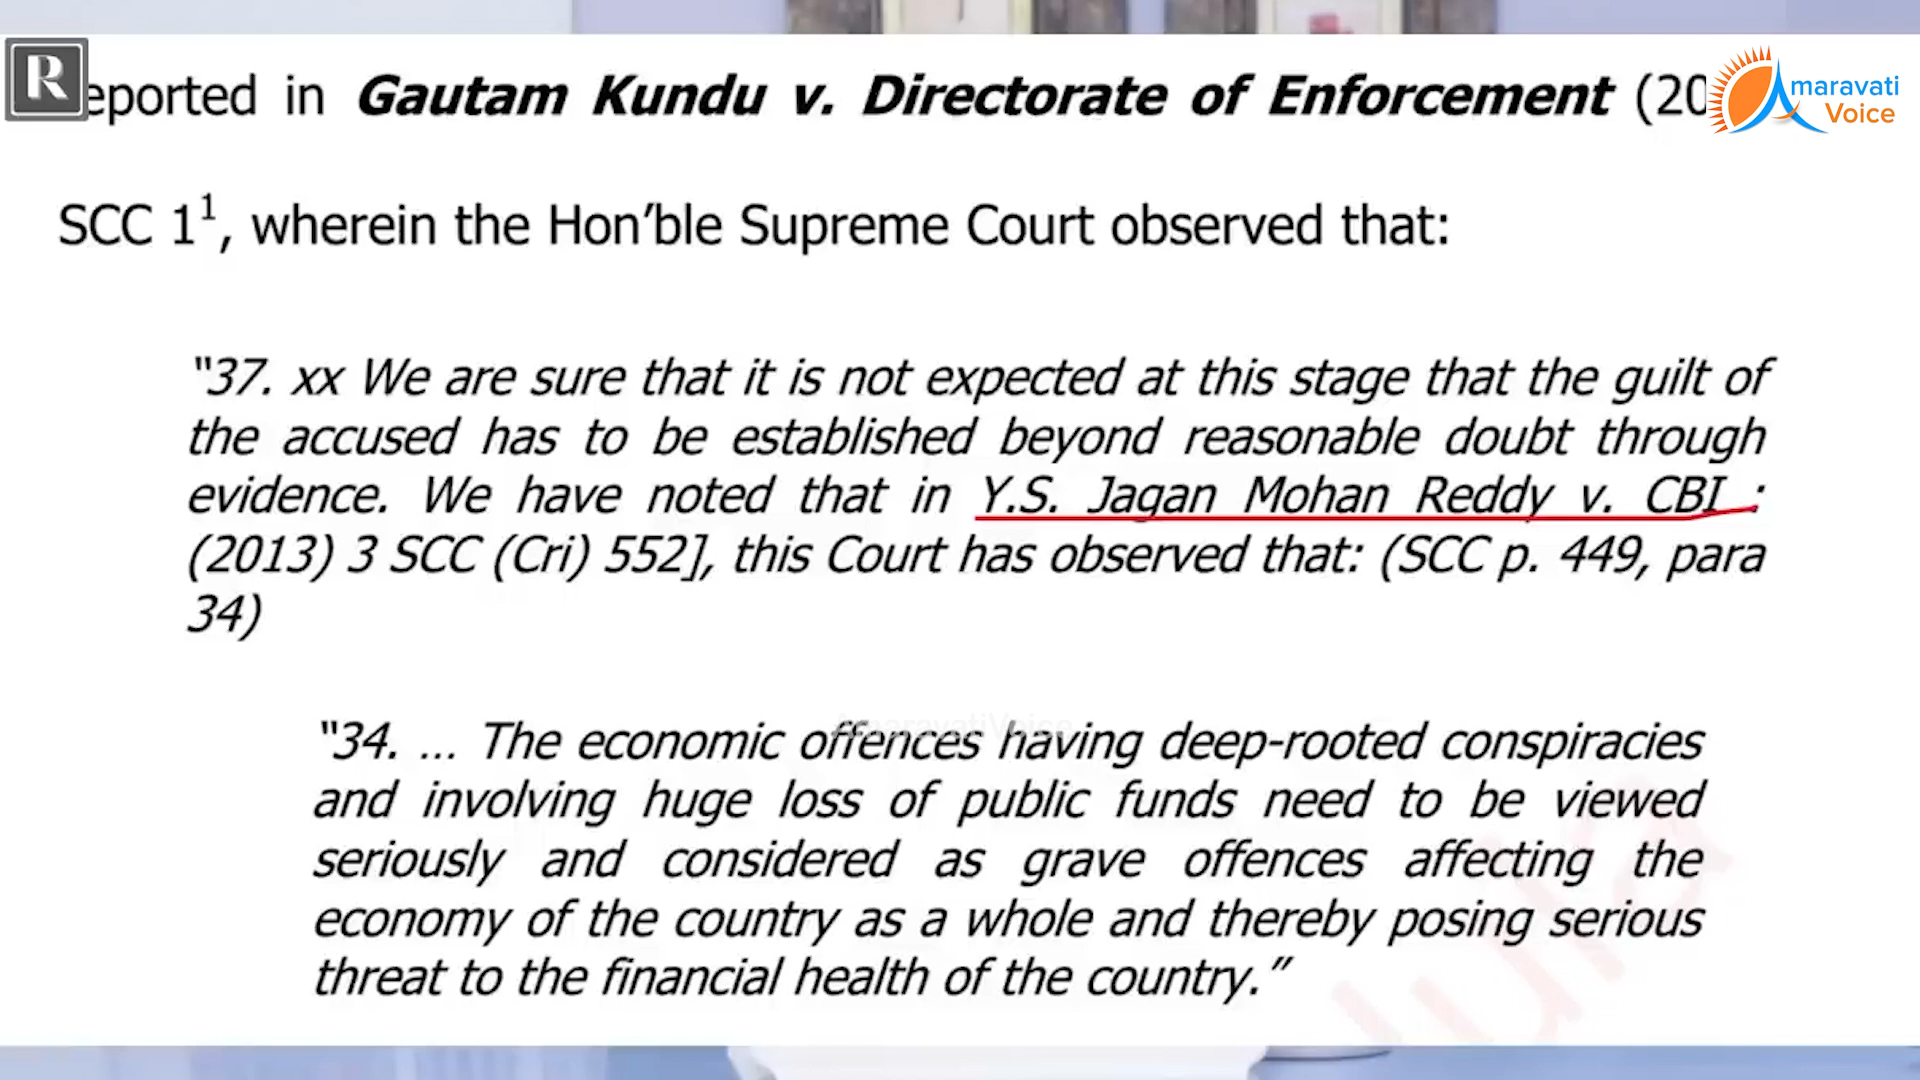 R
eported in Gautam Kundu v. Directorate of Enforcement (20
Amaravati
Voice
SCC 1¹, wherein the Hon’ble Supreme Court observed that:
“37. xx We are sure that it is not expected at this stage that the guilt of
the accused has to be established beyond reasonable doubt through
evidence. We have noted that in Y.S. Jagan Mohan Reddy v. CBI :
(2013) 3 SCC (Cri) 552], this Court has observed that: (SCC p. 449, para
34)
AmaravatiVoice
“34. ... The economic offences having deep-rooted conspiracies
and involving huge loss of public funds need to be viewed
seriously and considered as grave offences affecting the
economy of the country as a whole and thereby posing serious
threat to the financial health of the country.”